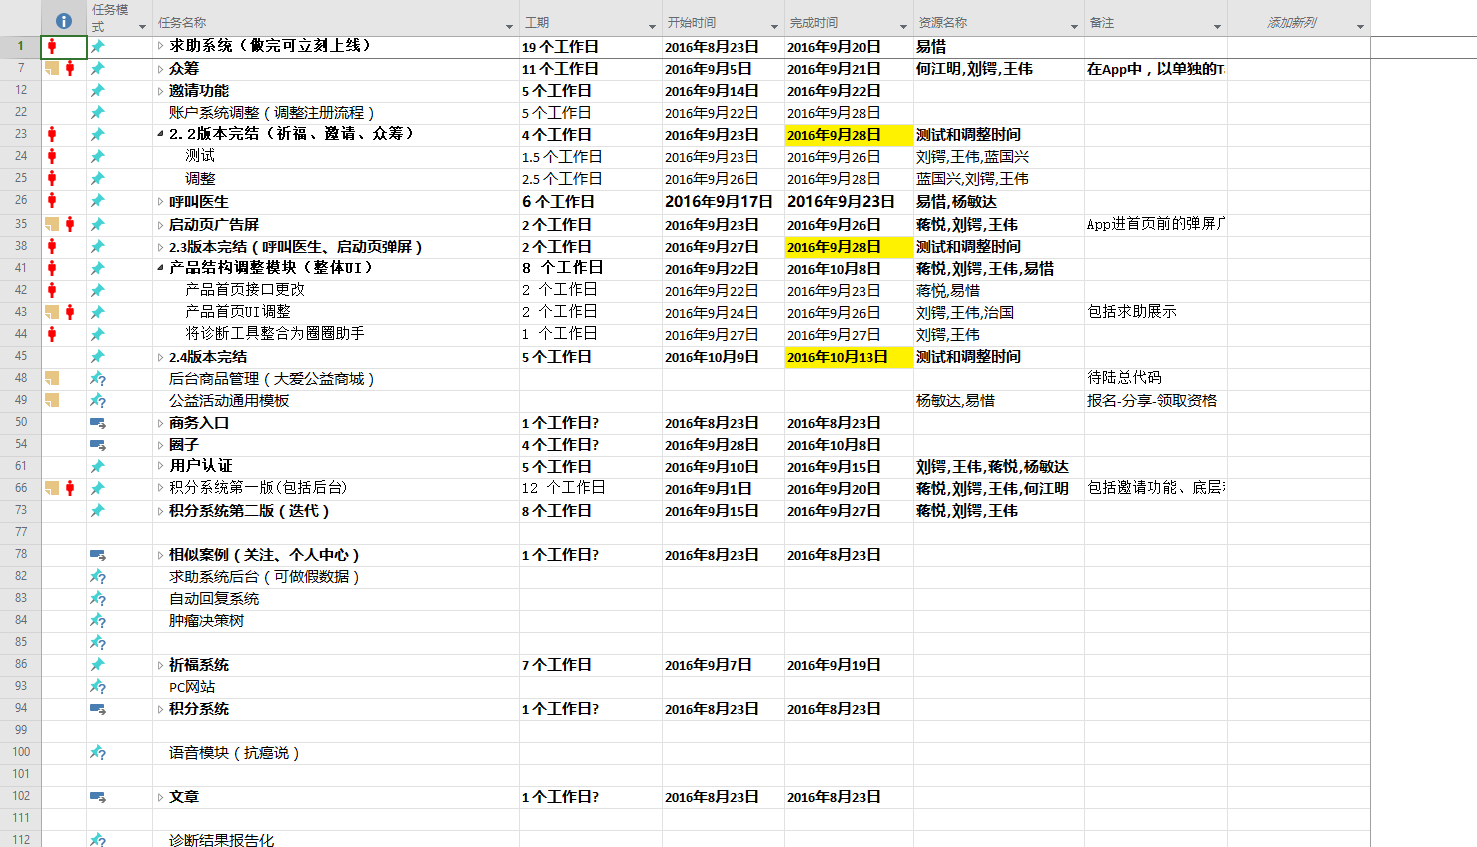 任务模式 任务名称 工期 开始时间 完成时间 资源名称 备注 添加新列
1 求助系统（做完可立刻上线） 19 个工作日 2016年8月23日 2016年9月20日 易惜
7 众筹 11 个工作日 2016年9月5日 2016年9月21日 何江明,刘锷,王伟 在App中，以单独的T
12 邀请功能 5 个工作日 2016年9月14日 2016年9月22日
22 账户系统调整（调整注册流程） 5 个工作日 2016年9月22日 2016年9月28日
23 2.2版本完结（祈福、邀请、众筹） 4 个工作日 2016年9月23日 2016年9月28日 测试和调整时间
24 测试 1.5 个工作日 2016年9月23日 2016年9月26日 刘锷,王伟,蓝国兴
25 调整 2.5 个工作日 2016年9月26日 2016年9月28日 蓝国兴,刘锷,王伟
26 呼叫医生 6 个工作日 2016年9月17日 2016年9月23日 易惜,杨敏达
35 启动页广告屏 2 个工作日 2016年9月23日 2016年9月26日 蒋悦,刘锷,王伟 App进首页前的弹屏广
38 2.3版本完结（呼叫医生、启动页弹屏） 2 个工作日 2016年9月27日 2016年9月28日 测试和调整时间
41 产品结构调整模块（整体UI） 8 个工作日 2016年9月22日 2016年10月8日 蒋悦,刘锷,王伟,易惜
42 产品首页接口更改 2 个工作日 2016年9月22日 2016年9月23日 蒋悦,易惜
43 产品首页UI调整 2 个工作日 2016年9月24日 2016年9月26日 刘锷,王伟,治国 包括求助展示
44 将诊断工具整合为圈圈助手 1 个工作日 2016年9月27日 2016年9月27日 刘锷,王伟
45 2.4版本完结 5 个工作日 2016年10月9日 2016年10月13日 测试和调整时间
48 后台商品管理（大爱公益商城） 待陆总代码
49 公益活动通用模板 杨敏达,易惜 报名-分享-领取资格
50 商务入口 1 个工作日? 2016年8月23日 2016年8月23日
54 圈子 4 个工作日? 2016年9月28日 2016年10月8日
61 用户认证 5 个工作日 2016年9月10日 2016年9月15日 刘锷,王伟,蒋悦,杨敏达
66 积分系统第一版(包括后台) 12 个工作日 2016年9月1日 2016年9月20日 蒋悦,刘锷,王伟,何江明 包括邀请功能、底层
73 积分系统第二版（迭代） 8 个工作日 2016年9月15日 2016年9月27日 蒋悦,刘锷,王伟
77
78 相似案例（关注、个人中心） 1 个工作日? 2016年8月23日 2016年8月23日
82 求助系统后台（可做假数据）
83 自动回复系统
84 肿瘤决策树
85
86 祈福系统 7 个工作日 2016年9月7日 2016年9月19日
93 PC网站
94 积分系统 1 个工作日? 2016年8月23日 2016年8月23日
99
100 语音模块（抗癌说）
101
102 文章 1 个工作日? 2016年8月23日 2016年8月23日
111
112 诊断结果报告化